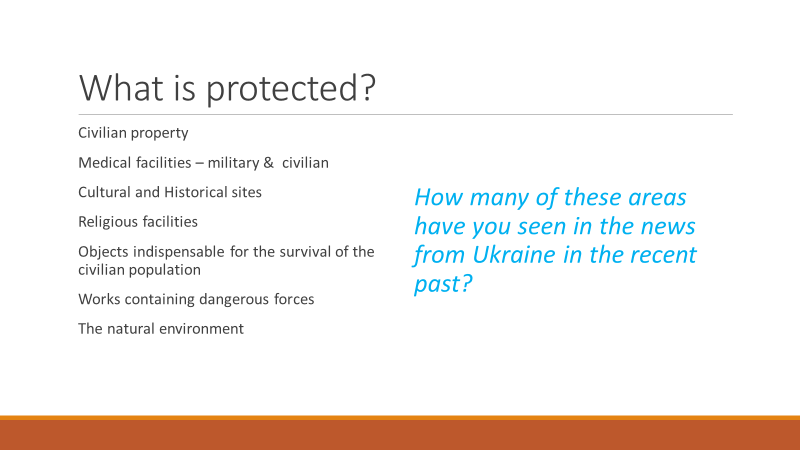 What is protected?
Civilian property
Medical facilities – military &  civilian
Cultural and Historical sites
Religious facilities
Objects indispensable for the survival of the
civilian population
Works containing dangerous forces
The natural environment
How many of these areas
have you seen in the news
from Ukraine in the recent
past?